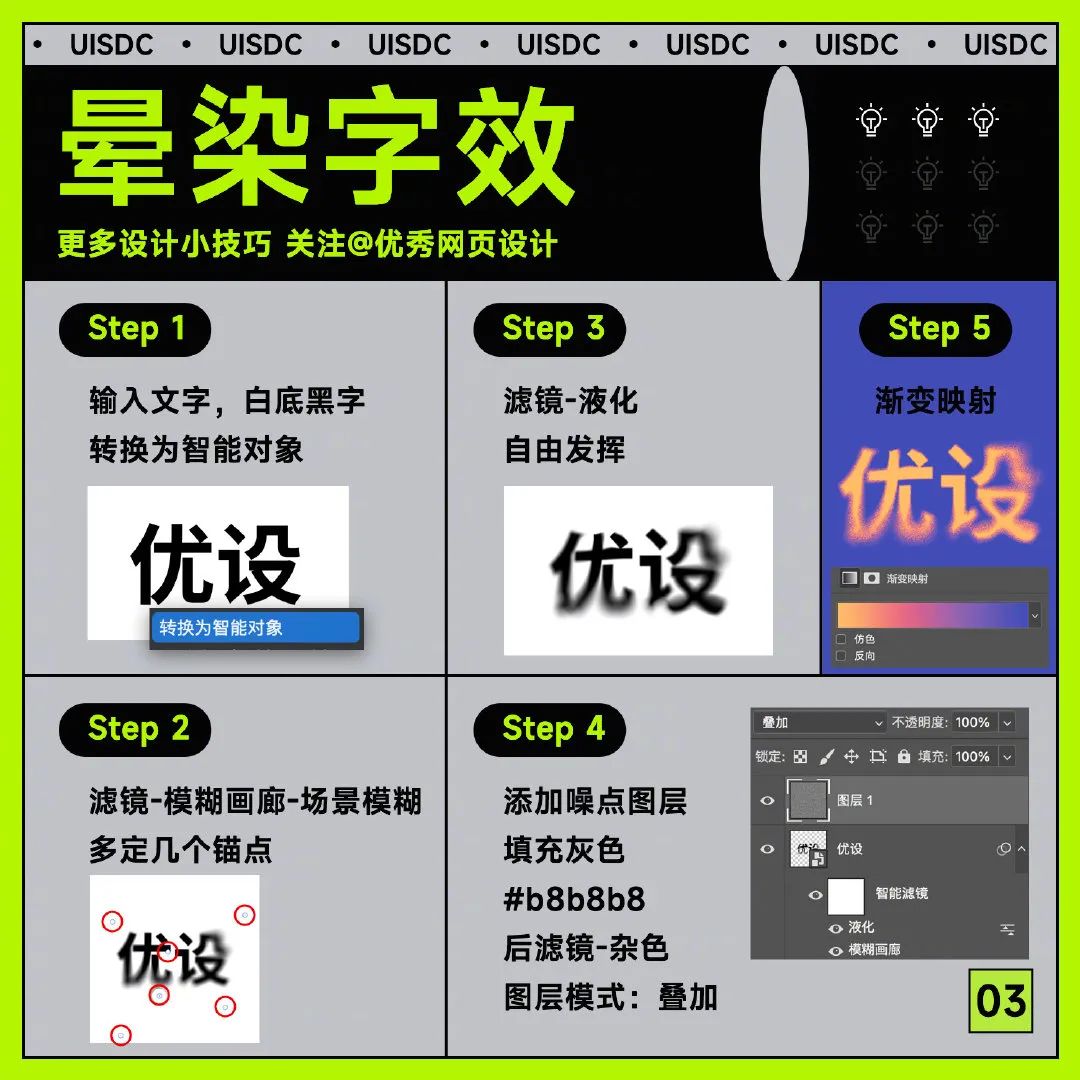 • UISDC • UISDC • UISDC • UISDC • UISDC • UISDC • UISDC
晕染字效
更多设计小技巧 关注@优秀网页设计
Step 1
输入文字，白底黑字
转换为智能对象
优设
转换为智能对象
Step 2
滤镜-模糊画廊-场景模糊
多定几个锚点
优设
Step 3
滤镜-液化
自由发挥
优设
Step 4
添加噪点图层
填充灰色
#b8b8b8
后滤镜-杂色
图层模式：叠加
叠加 不透明度: 100%
锁定: 填充: 100%
图层 1
优设 优设
智能滤镜
液化
模糊画廊
Step 5
渐变映射
优设
渐变映射
仿色
反向
03